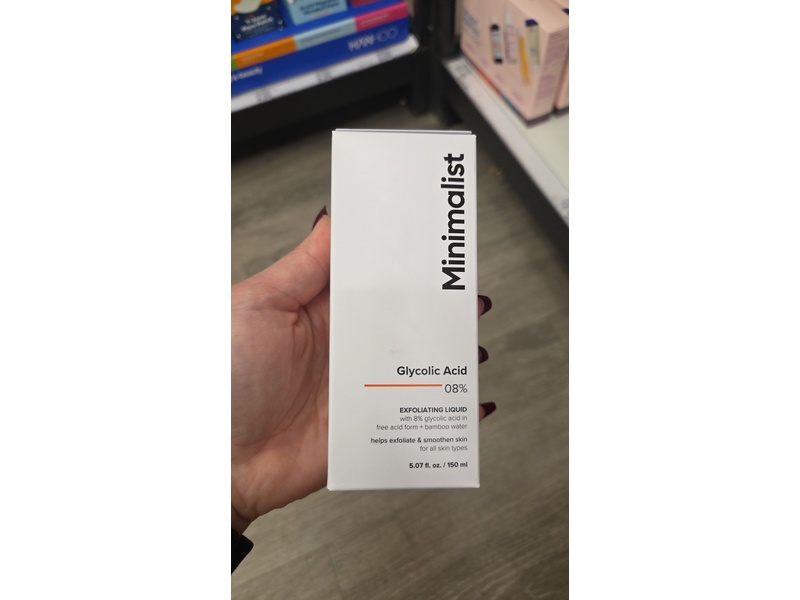 Minimalist
Glycolic Acid
08%
EXFOLIATING LIQUID
with 8% glycolic acid in
free acid form + bamboo water
helps exfoliate & smoothen skin
for all skin types
5.07 fl. oz. / 150 ml